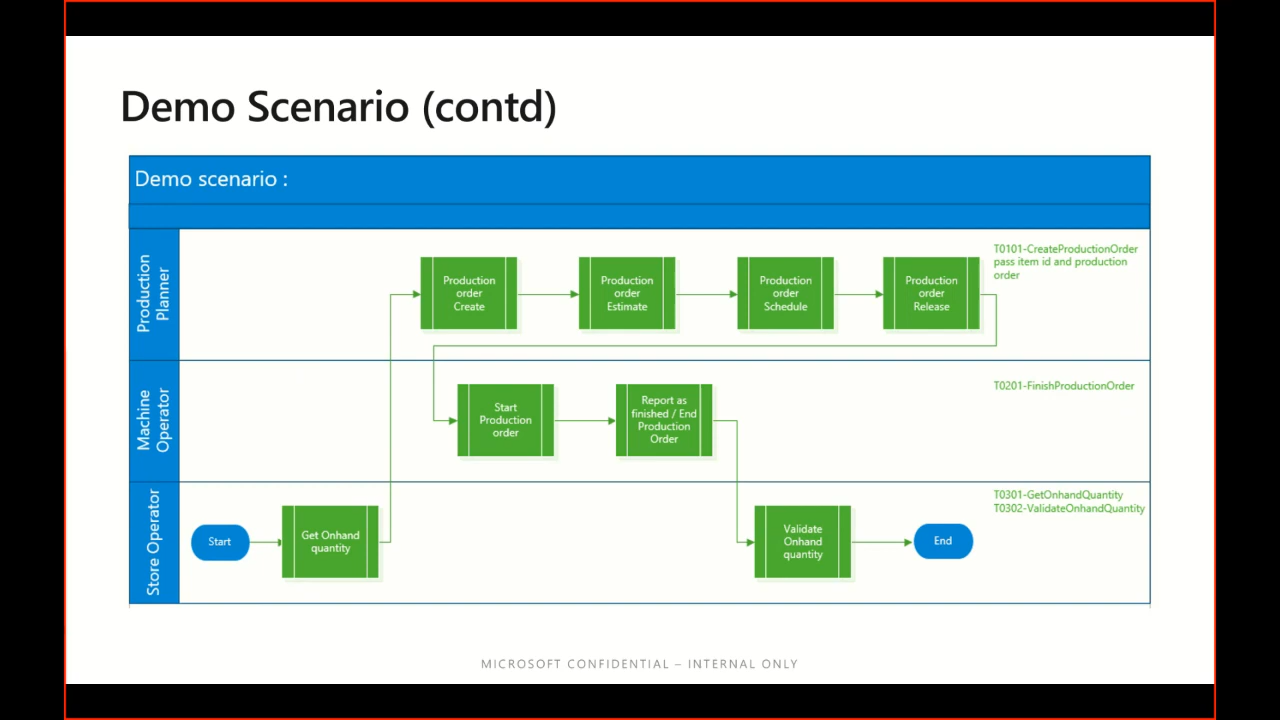 Demo Scenario (contd)
Demo scenario :
Production
Planner
Production
order
Create
Production
order
Estimate
Production
order
Schedule
Production
order
Release
T0101-CreateProductionOrder
pass item id and production
order
Machine
Operator
Start
Production
order
Report as
finished / End
Production
Order
T0201-FinishProductionOrder
Store Operator
Start
Get Onhand
quantity
Validate
Onhand
quantity
End
T0301-GetOnhandQuantity
T0302-ValidateOnhandQuantity
MICROSOFT CONFIDENTIAL – INTERNAL ONLY